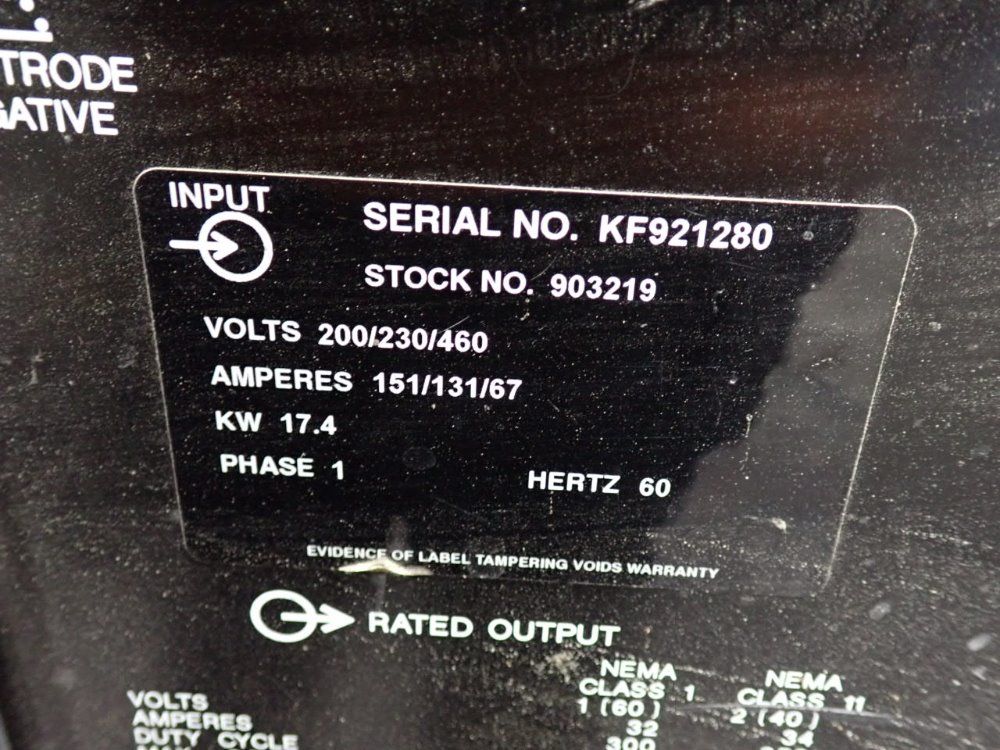 TRODE
GATIVE
INPUT
SERIAL NO. KF921280
STOCK NO. 903219
VOLTS 200/230/460
AMPERES 151/131/67
KW 17.4
PHASE 1 HERTZ 60
EVIDENCE OF LABEL TAMPERING VOIDS WARRANTY
RATED OUTPUT
NEMA NEMA
CLASS 1 CLASS 11
1 (60) 2 (40)
VOLTS 32 34
AMPERES 300
DUTY CYCLE